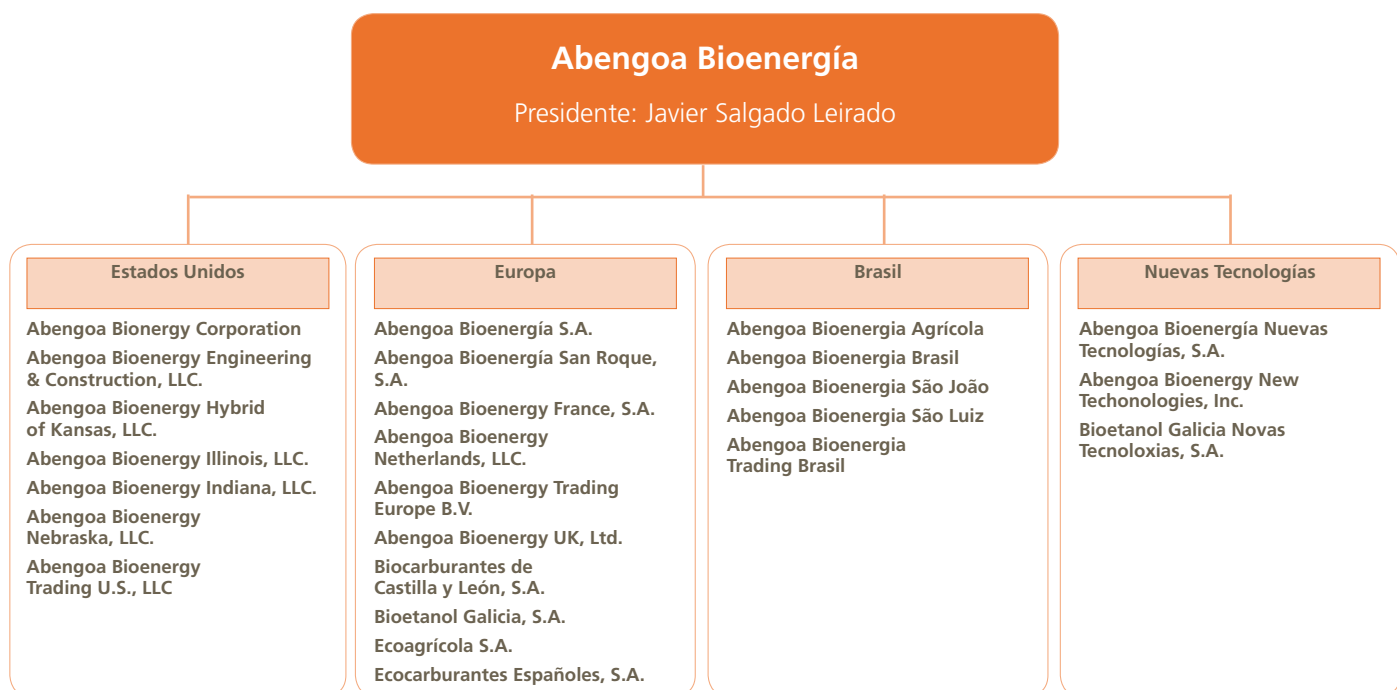 Abengoa Bioenergía
Presidente: Javier Salgado Leirado
Estados Unidos
Abengoa Bionergy Corporation
Abengoa Bioenergy Engineering
& Construction, LLC.
Abengoa Bioenergy Hybrid
of Kansas, LLC.
Abengoa Bioenergy Illinois, LLC.
Abengoa Bioenergy Indiana, LLC.
Abengoa Bioenergy
Nebraska, LLC.
Abengoa Bioenergy
Trading U.S., LLC
Europa
Abengoa Bioenergía S.A.
Abengoa Bioenergía San Roque,
S.A.
Abengoa Bioenergy France, S.A.
Abengoa Bioenergy
Netherlands, LLC.
Abengoa Bioenergy Trading
Europe B.V.
Abengoa Bioenergy UK, Ltd.
Biocarburantes de
Castilla y León, S.A.
Bioetanol Galicia, S.A.
Ecoagrícola S.A.
Ecocarburantes Españoles, S.A.
Brasil
Abengoa Bioenergia Agrícola
Abengoa Bioenergia Brasil
Abengoa Bioenergia São João
Abengoa Bioenergia São Luiz
Abengoa Bioenergia
Trading Brasil
Nuevas Tecnologías
Abengoa Bioenergía Nuevas
Tecnologías, S.A.
Abengoa Bioenergy New
Techonologies, Inc.
Bioetanol Galicia Novas
Tecnoloxias, S.A.